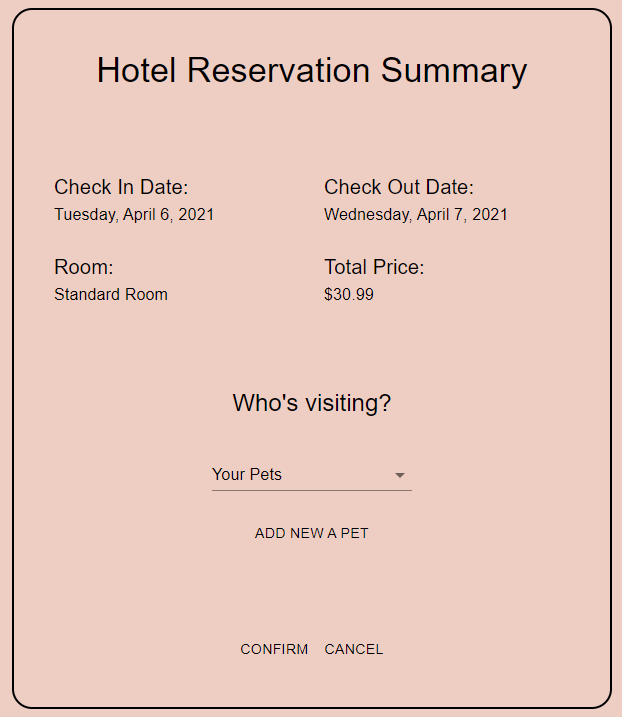 Hotel Reservation Summary
Check In Date:
Tuesday, April 6, 2021
Check Out Date:
Wednesday, April 7, 2021
Room:
Standard Room
Total Price:
$30.99
Who's visiting?
Your Pets
ADD NEW A PET
CONFIRM
CANCEL